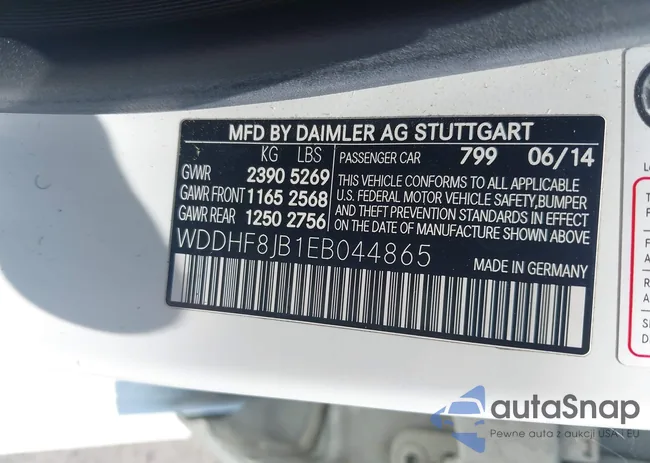 MFD BY DAIMLER AG STUTTGART
KG LBS
GVWR 2390 5269
GAWR FRONT 1165 2568
GAWR REAR 1250 2756
PASSENGER CAR 799 06/14
THIS VEHICLE CONFORMS TO ALL APPLICABLE
U.S. FEDERAL MOTOR VEHICLE SAFETY, BUMPER
AND THEFT PREVENTION STANDARDS IN EFFECT
ON THE DATE OF MANUFACTURE SHOWN ABOVE
WDDHF8JB1EB044865
MADE IN GERMANY
autoSnap
Pewne auta z aukcji USA i EU